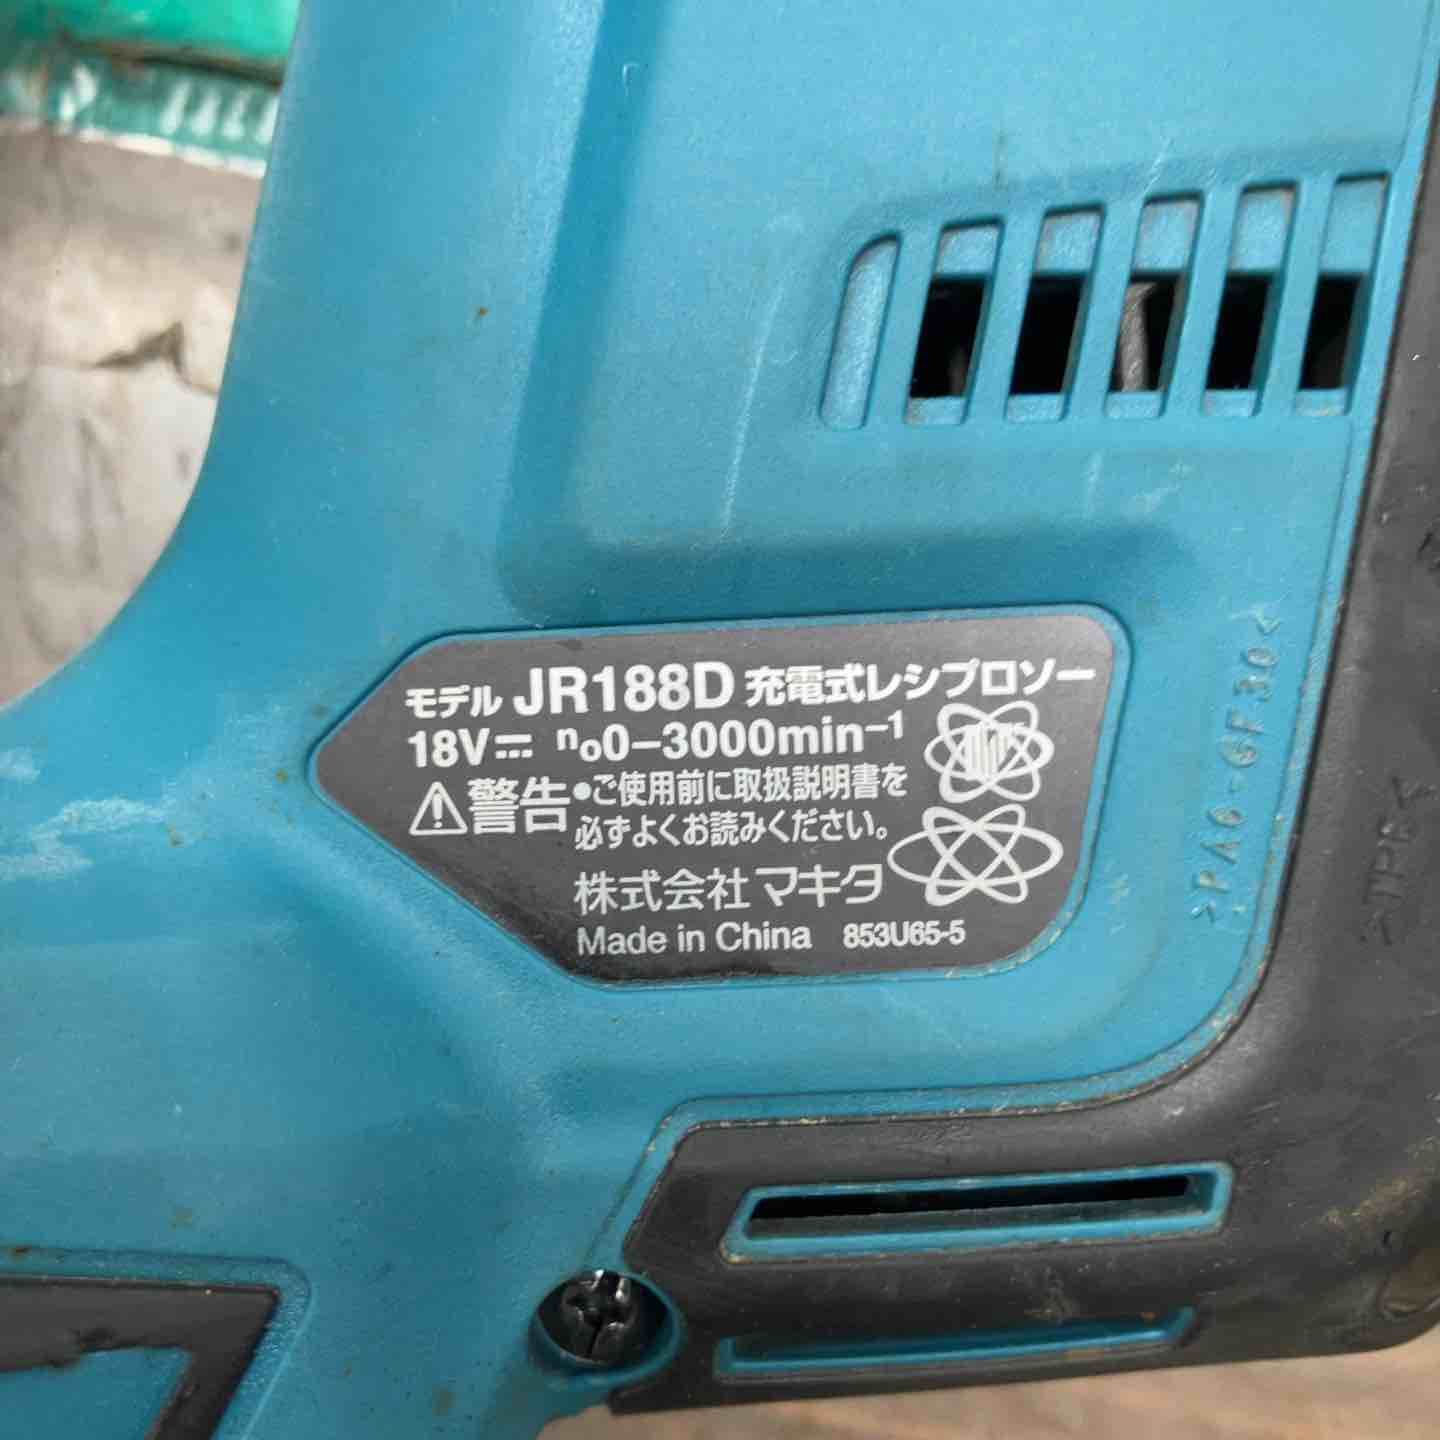 モデル JR188D 充電式レシプロソー
18V⎓ n₀0–3000min⁻¹
⚠警告 •ご使用前に取扱説明書を
必ずよくお読みください。
株式会社マキタ
Made in China 853U65-5
>PA6-GF30<